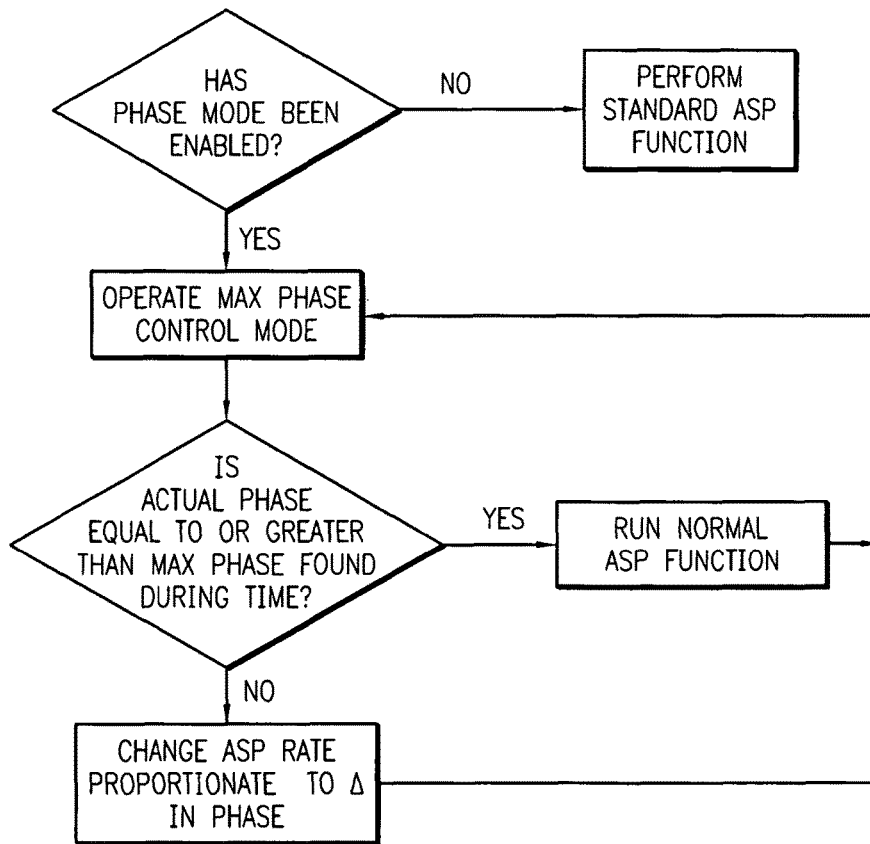 HAS
PHASE MODE BEEN
ENABLED?
NO
PERFORM
STANDARD ASP
FUNCTION
YES
OPERATE MAX PHASE
CONTROL MODE
IS
ACTUAL PHASE
EQUAL TO OR GREATER
THAN MAX PHASE FOUND
DURING TIME?
YES
RUN NORMAL
ASP FUNCTION
NO
CHANGE ASP RATE
PROPORTIONATE TO Δ
IN PHASE